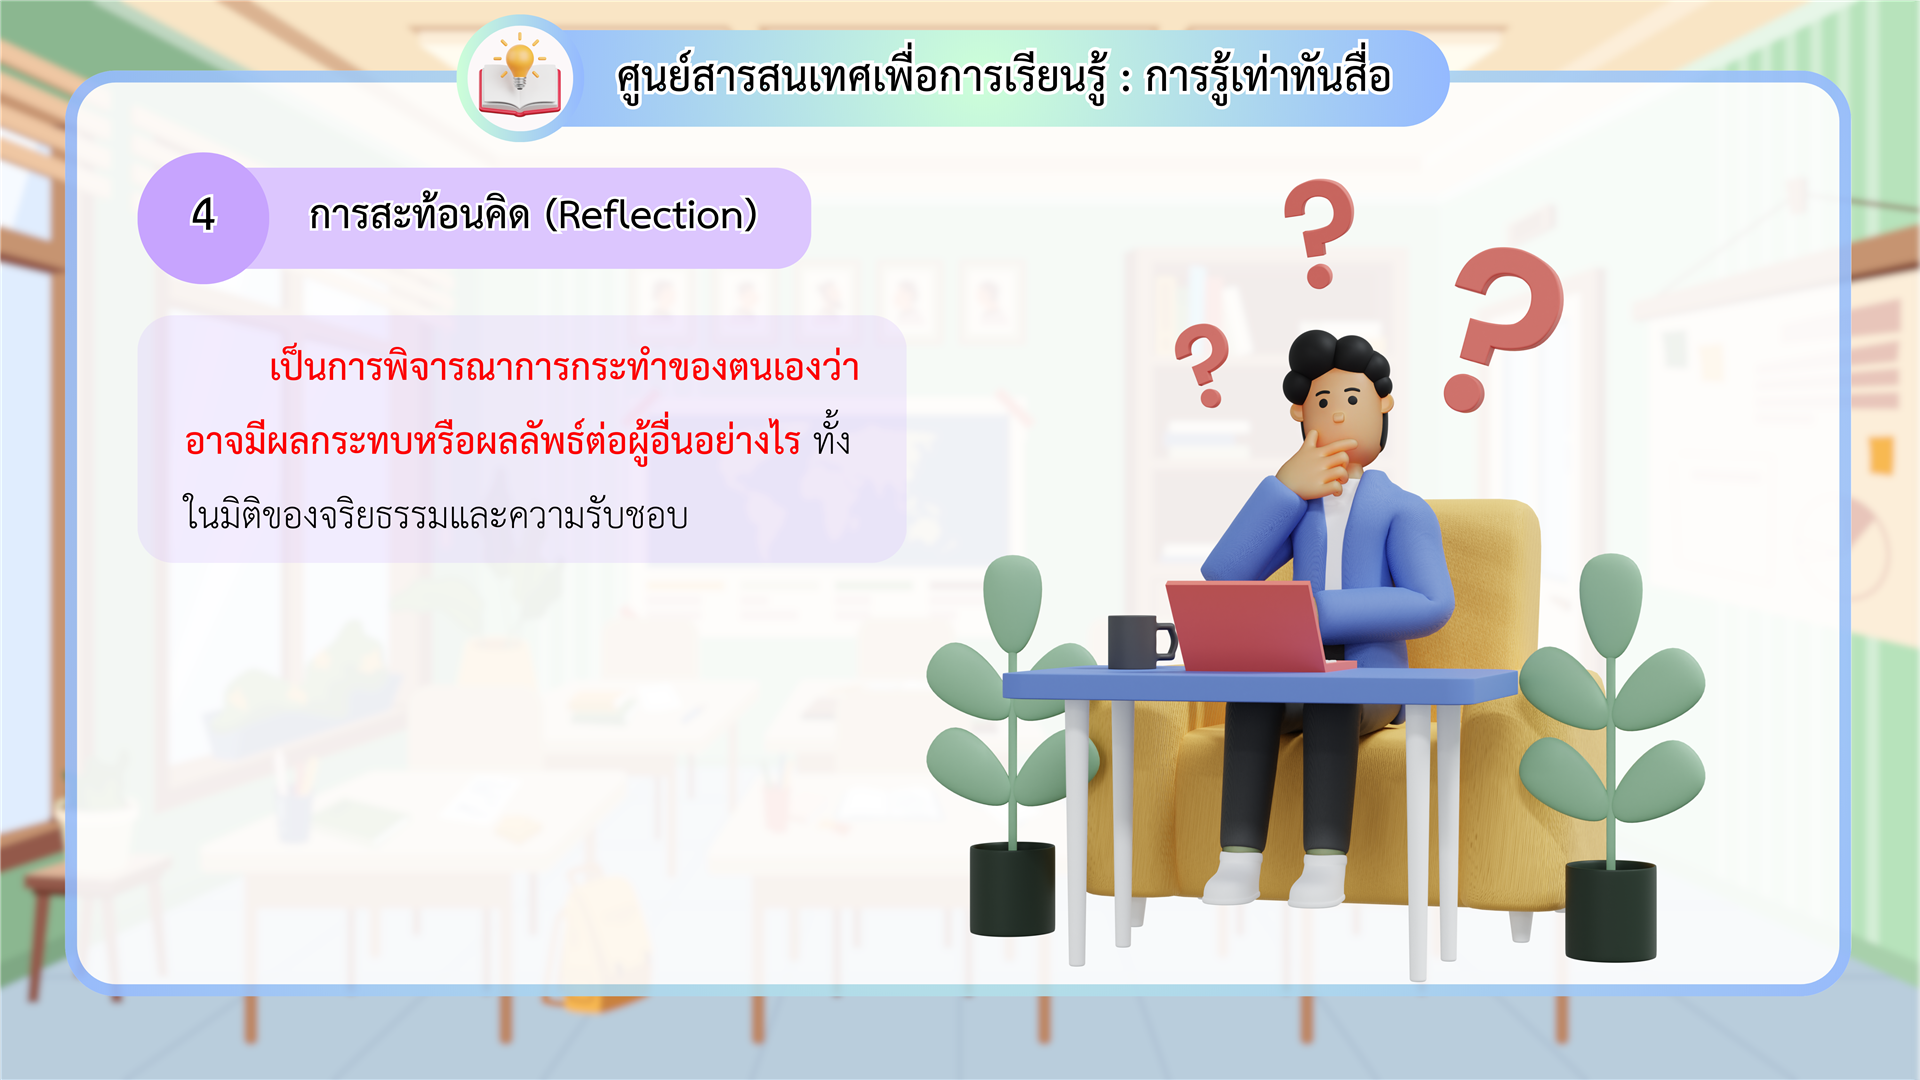 ศูนย์สารสนเทศเพื่อการเรียนรู้ : การรู้เท่าทันสื่อ
4
การสะท้อนคิด (Reflection)
เป็นการพิจารณาการกระทำของตนเองว่า
อาจมีผลกระทบหรือผลลัพธ์ต่อผู้อื่นอย่างไร ทั้ง
ในมิติของจริยธรรมและความรับชอบ